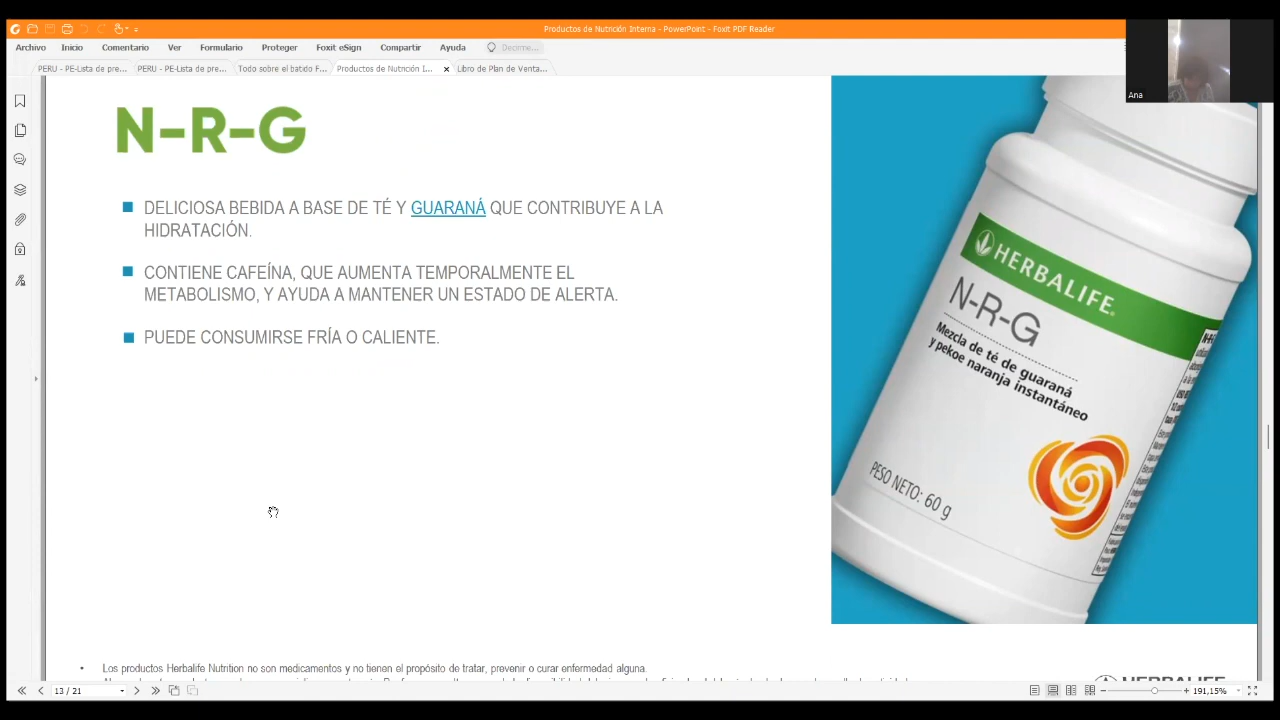 Productos de Nutrición Interna - PowerPoint - Foxit PDF Reader
Archivo Inicio Comentario Ver Formulario Proteger Foxit eSign Compartir Ayuda Decirme...
PERU - PE-Lista de pre... PERU - PE-Lista de pre... Todo sobre el batido F... Productos de Nutrición I... Libro de Plan de Venta...
Ana
N-R-G
DELICIOSA BEBIDA A BASE DE TÉ Y GUARANÁ QUE CONTRIBUYE A LA
HIDRATACIÓN.
CONTIENE CAFEÍNA, QUE AUMENTA TEMPORALMENTE EL
METABOLISMO, Y AYUDA A MANTENER UN ESTADO DE ALERTA.
PUEDE CONSUMIRSE FRÍA O CALIENTE.
HERBALIFE
N-R-G
Mezcla de té de guaraná
y pekoe naranja instantáneo
PESO NETO: 60 g
Los productos Herbalife Nutrition no son medicamentos y no tienen el propósito de tratar, prevenir o curar enfermedad alguna.
HERBALIFE
13 / 21
191,15%